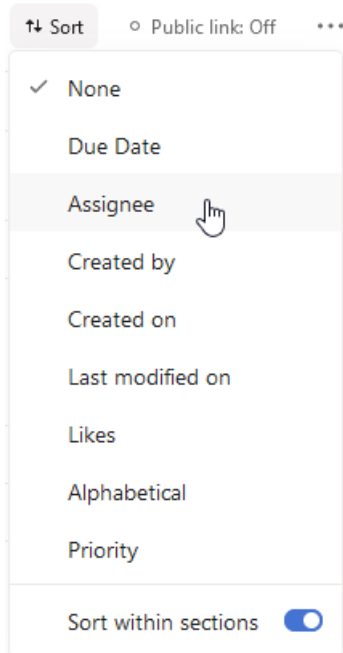 Sort Public link: Off
None
Due Date
Assignee
Created by
Created on
Last modified on
Likes
Alphabetical
Priority
Sort within sections